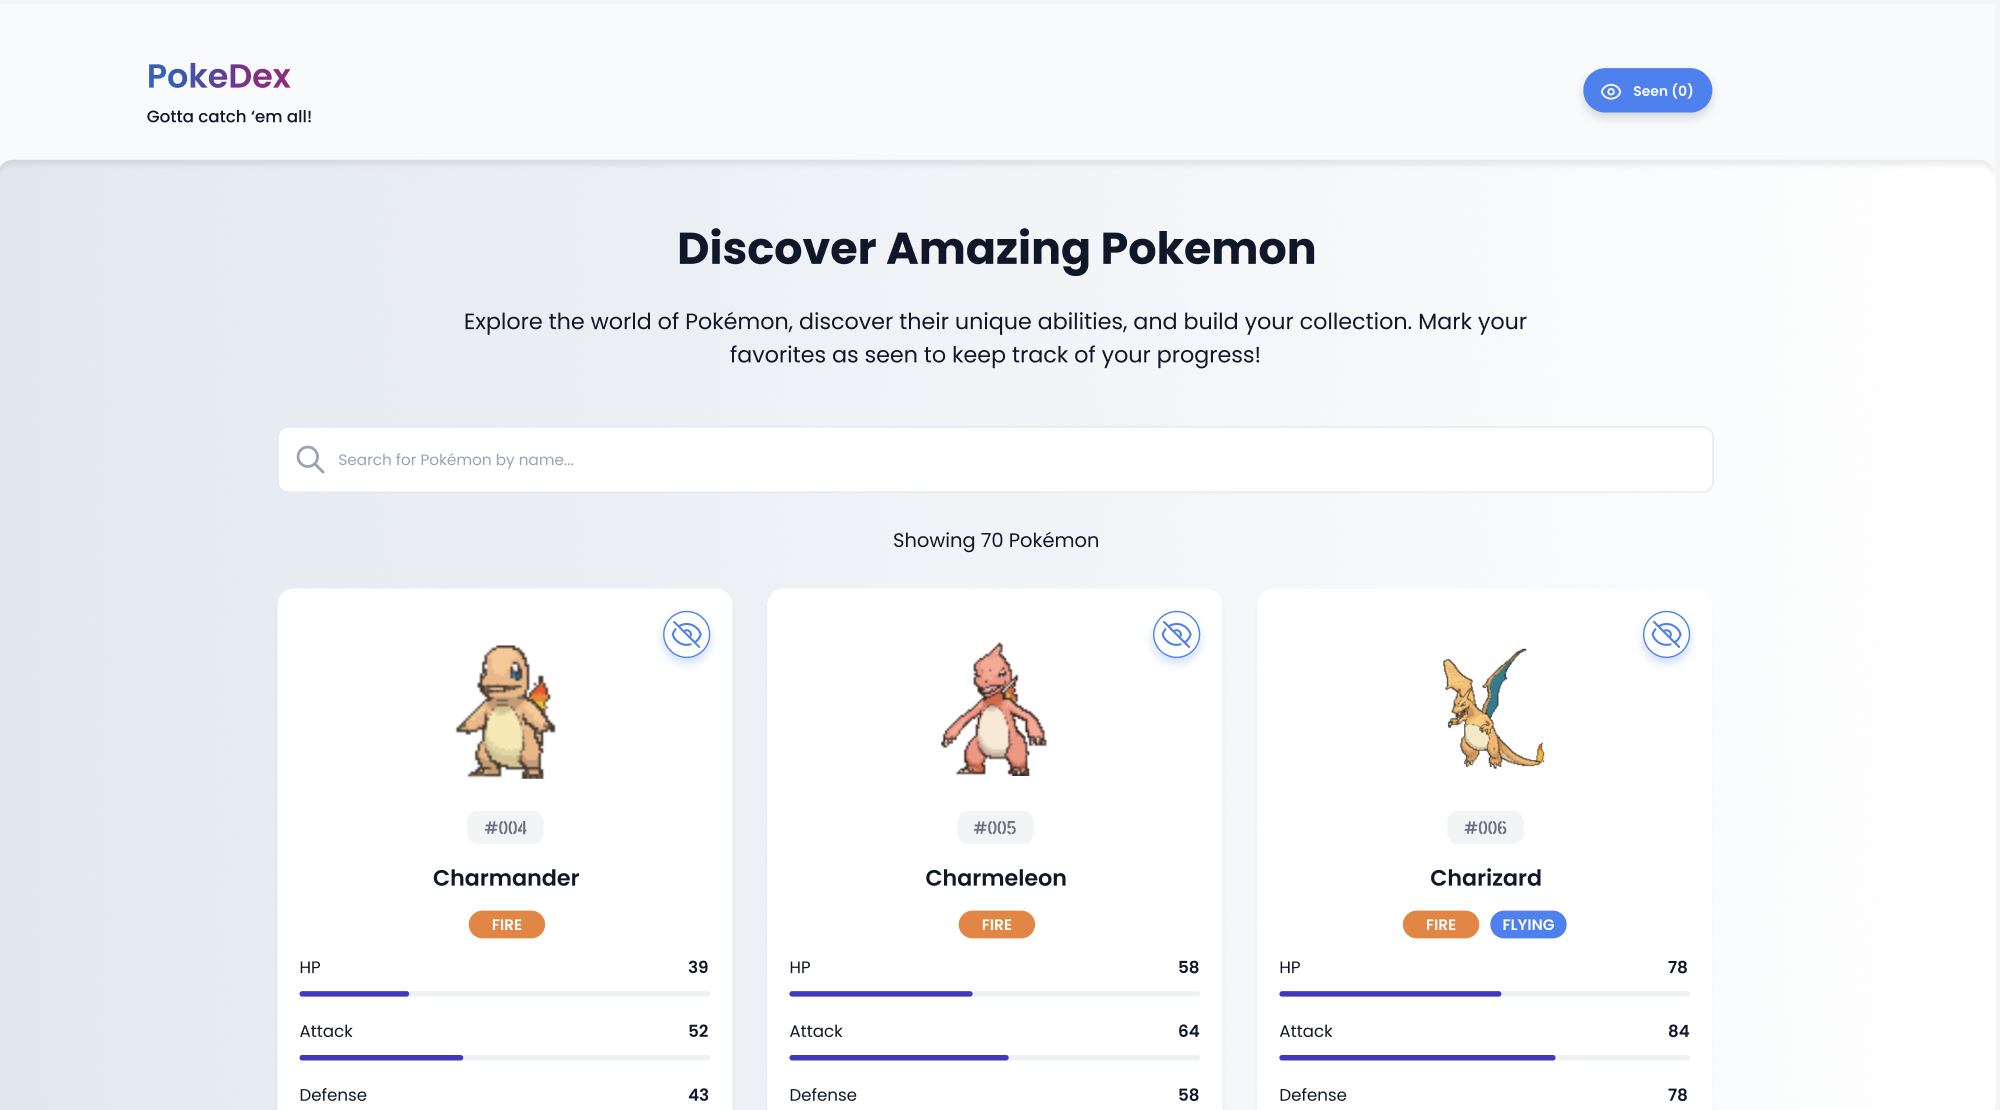 PokeDex
Gotta catch ‘em all!
Seen (0)
Discover Amazing Pokemon
Explore the world of Pokémon, discover their unique abilities, and build your collection. Mark your
favorites as seen to keep track of your progress!
Search for Pokémon by name...
Showing 70 Pokémon
#004
Charmander
FIRE
HP 39
Attack 52
Defense 43
#005
Charmeleon
FIRE
HP 58
Attack 64
Defense 58
#006
Charizard
FIRE FLYING
HP 78
Attack 84
Defense 78